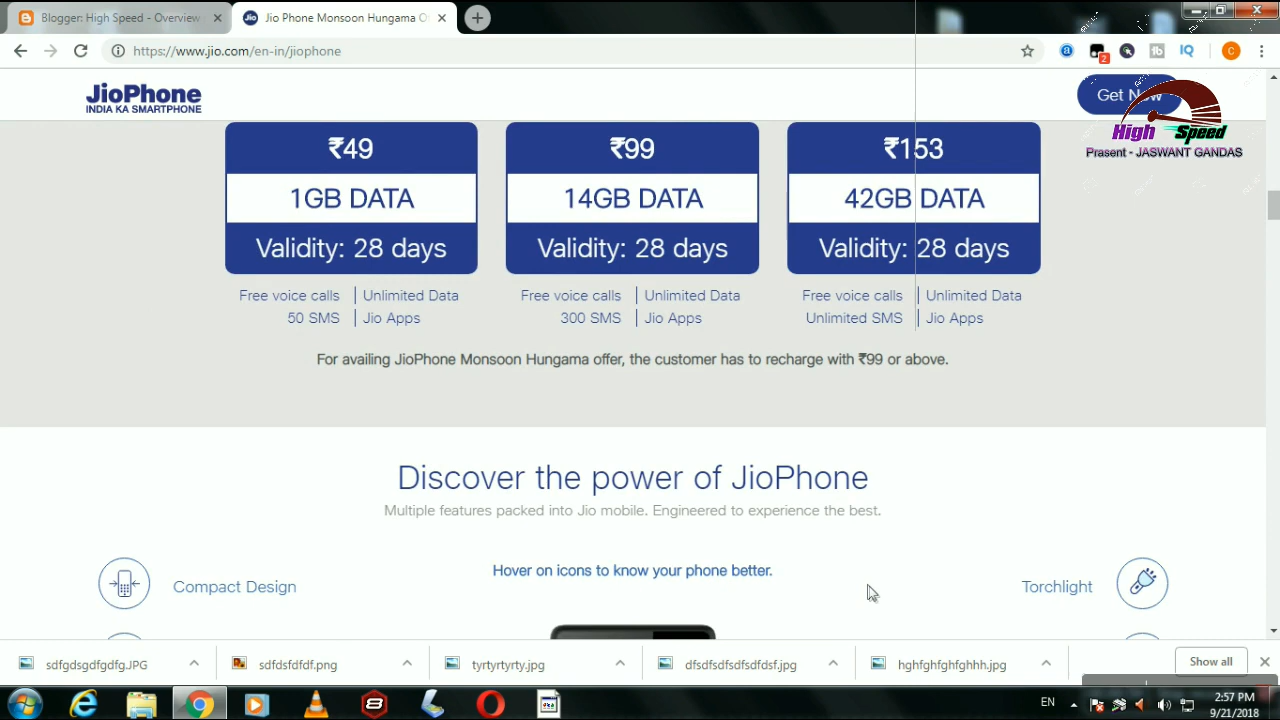 Blogger: High Speed - Overview
Jio Phone Monsoon Hungama O
https://www.jio.com/en-in/jiophone
2
IQ
C
JioPhone
INDIA KA SMARTPHONE
Get Now
High Speed
Prasent - JASWANT GANDAS
₹49
1GB DATA
Validity: 28 days
Free voice calls | Unlimited Data
50 SMS | Jio Apps
₹99
14GB DATA
Validity: 28 days
Free voice calls | Unlimited Data
300 SMS | Jio Apps
₹153
42GB DATA
Validity: 28 days
Free voice calls | Unlimited Data
Unlimited SMS | Jio Apps
For availing JioPhone Monsoon Hungama offer, the customer has to recharge with ₹99 or above.
Discover the power of JioPhone
Multiple features packed into Jio mobile. Engineered to experience the best.
Hover on icons to know your phone better.
Compact Design
Torchlight
sdfgdsgdfgdfg.JPG
sdfdsfdfdf.png
tyrtyrtyrty.jpg
dfsdfsdfsdfsdfdsf.jpg
hghfghfghfghhh.jpg
Show all
EN
2:57 PM
9/21/2018